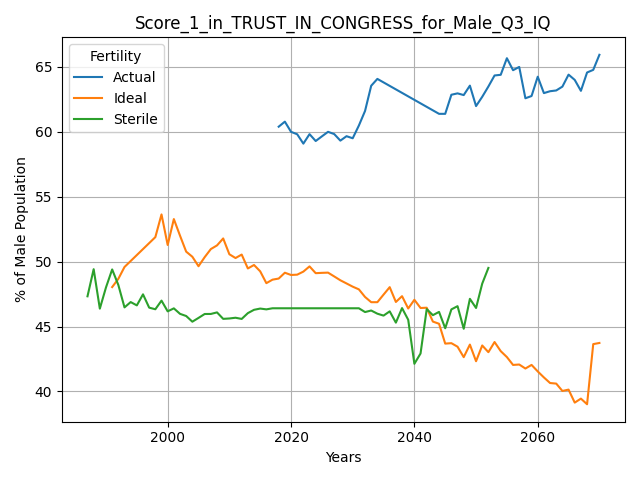 Score_1_in_TRUST_IN_CONGRESS_for_Male_Q3_IQ
Fertility
Actual
Ideal
Sterile
% of Male Population
65
60
55
50
45
40
2000
2020
2040
2060
Years